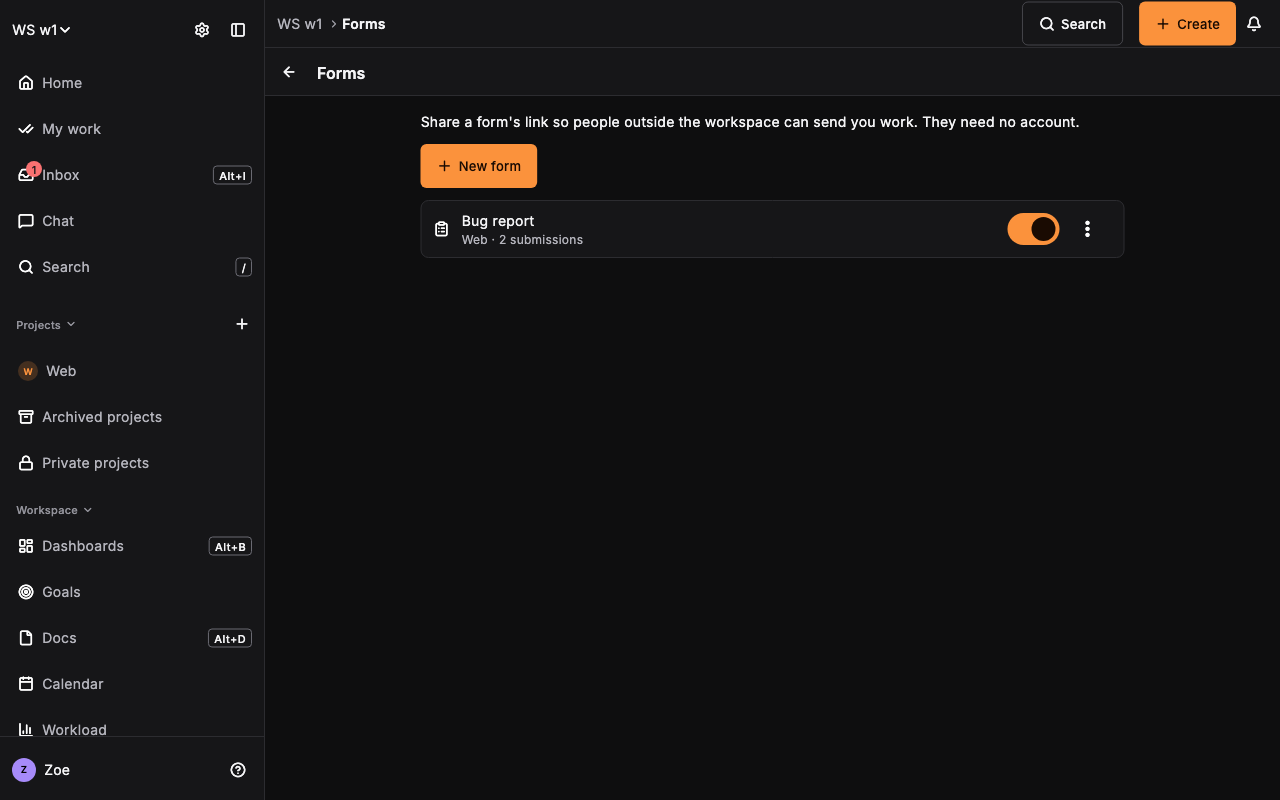 WS w1
Home
My work
1
Inbox
Alt+I
Chat
Search
/
Projects
W
Web
Archived projects
Private projects
Workspace
Dashboards
Alt+B
Goals
Docs
Alt+D
Calendar
Workload
Z
Zoe
WS w1 > Forms
Search
Create
Forms
Share a form's link so people outside the workspace can send you work. They need no account.
New form
Bug report
Web · 2 submissions